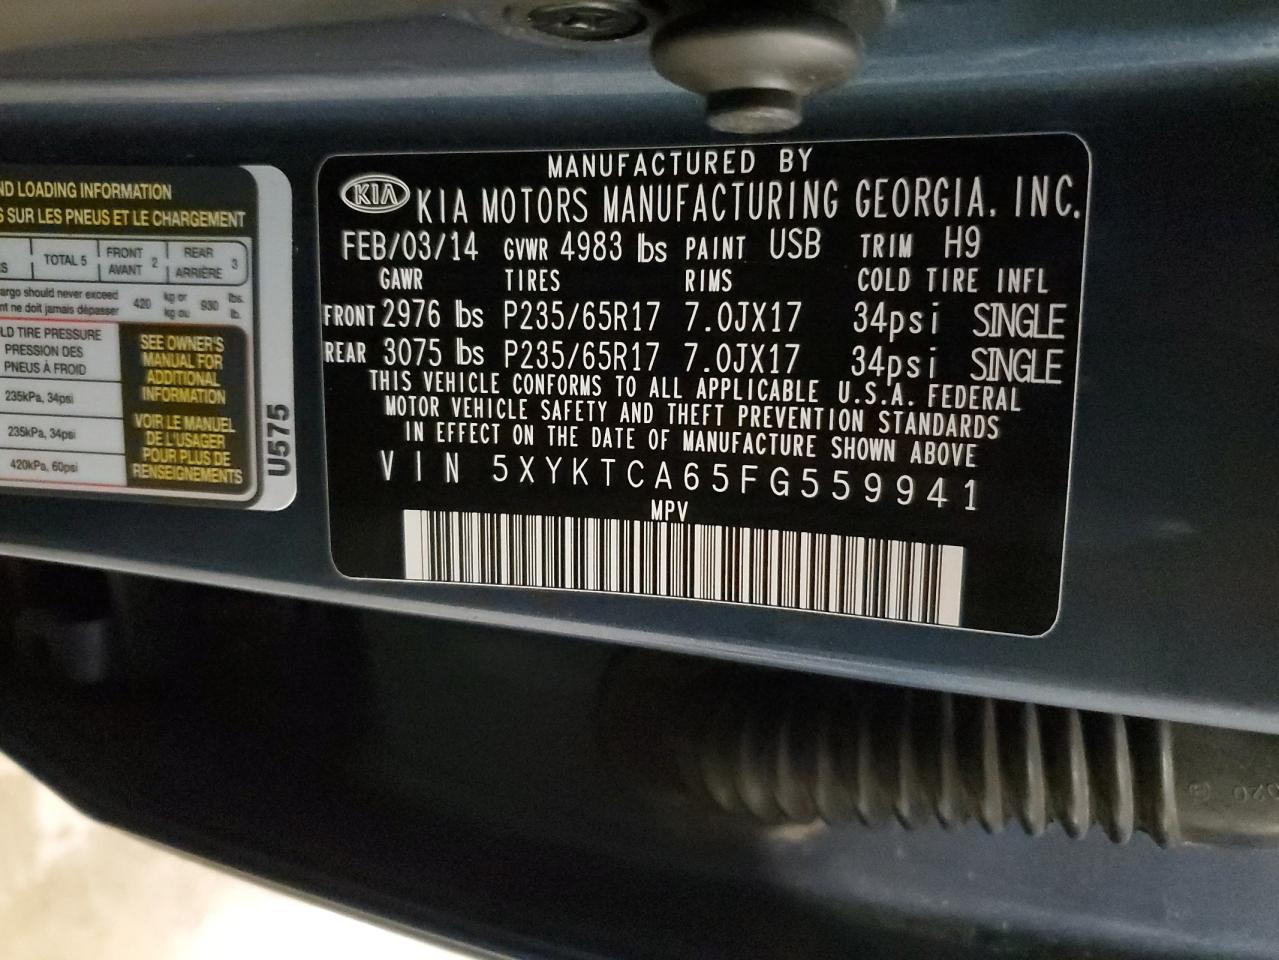 ND LOADING INFORMATION
S SUR LES PNEUS ET LE CHARGEMENT
TOTAL 5 FRONT AVANT 2 REAR ARRIÈRE 3
argo should never exceed 420 kg or 930 lbs.
nt ne doit jamais dépasser kg ou lb.
LD TIRE PRESSURE
PRESSION DES
PNEUS À FROID
235kPa, 34psi
235kPa, 34psi
420kPa, 60psi
SEE OWNER'S
MANUAL FOR
ADDITIONAL
INFORMATION
VOIR LE MANUEL
DE L'USAGER
POUR PLUS DE
RENSEIGNEMENTS
U575
MANUFACTURED BY
KIA KIA MOTORS MANUFACTURING GEORGIA, INC.
FEB/03/14 GVWR 4983 lbs PAINT USB TRIM H9
GAWR TIRES RIMS COLD TIRE INFL
FRONT 2976 lbs P235/65R17 7.0JX17 34psi SINGLE
REAR 3075 lbs P235/65R17 7.0JX17 34psi SINGLE
THIS VEHICLE CONFORMS TO ALL APPLICABLE U.S.A. FEDERAL
MOTOR VEHICLE SAFETY AND THEFT PREVENTION STANDARDS
IN EFFECT ON THE DATE OF MANUFACTURE SHOWN ABOVE
VIN 5XYKTCA65FG559941
MPV